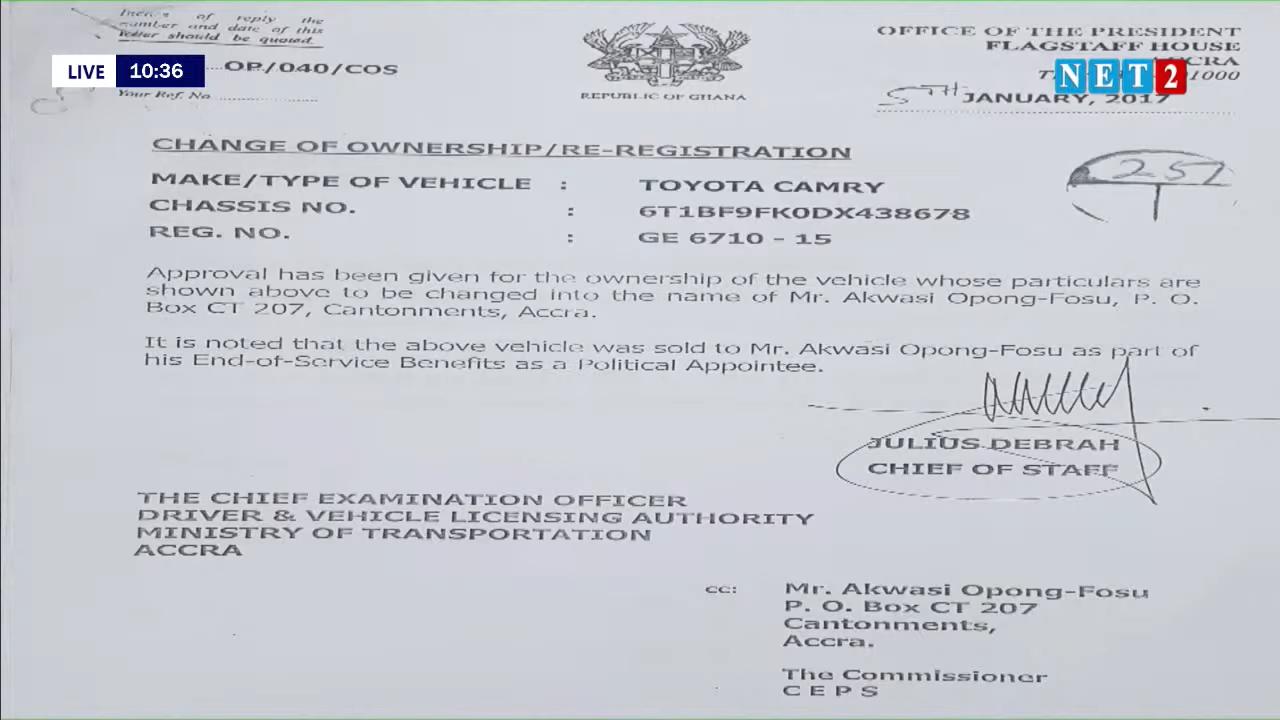 In case of reply the
number and date of this
letter should be quoted.
LIVE 10:36
OP/040/COS
Your Ref. No.
REPUBLIC OF GHANA
OFFICE OF THE PRESIDENT
FLAGSTAFF HOUSE
ACCRA
1000
NET2
5TH JANUARY, 2017
CHANGE OF OWNERSHIP/RE-REGISTRATION
257
MAKE/TYPE OF VEHICLE : TOYOTA CAMRY
CHASSIS NO. : 6T1BF9FK0DX438678
REG. NO. : GE 6710 - 15
Approval has been given for the ownership of the vehicle whose particulars are
shown above to be changed into the name of Mr. Akwasi Opong-Fosu, P. O.
Box CT 207, Cantonments, Accra.
It is noted that the above vehicle was sold to Mr. Akwasi Opong-Fosu as part of
his End-of-Service Benefits as a Political Appointee.
JULIUS DEBRAH
CHIEF OF STAFF
THE CHIEF EXAMINATION OFFICER
DRIVER & VEHICLE LICENSING AUTHORITY
MINISTRY OF TRANSPORTATION
ACCRA
cc: Mr. Akwasi Opong-Fosu
P. O. Box CT 207
Cantonments,
Accra.
The Commissioner
C E P S